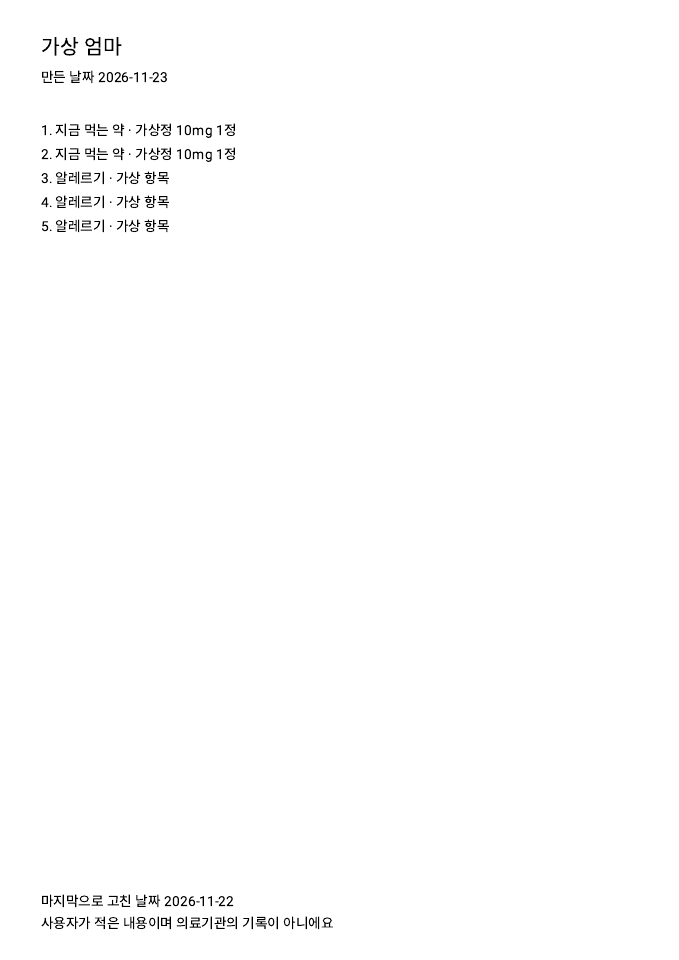 가상 엄마
만든 날짜 2026-11-23
1. 지금 먹는 약 · 가상정 10mg 1정
2. 지금 먹는 약 · 가상정 10mg 1정
3. 알레르기 · 가상 항목
4. 알레르기 · 가상 항목
5. 알레르기 · 가상 항목
마지막으로 고친 날짜 2026-11-22
사용자가 적은 내용이며 의료기관의 기록이 아니에요